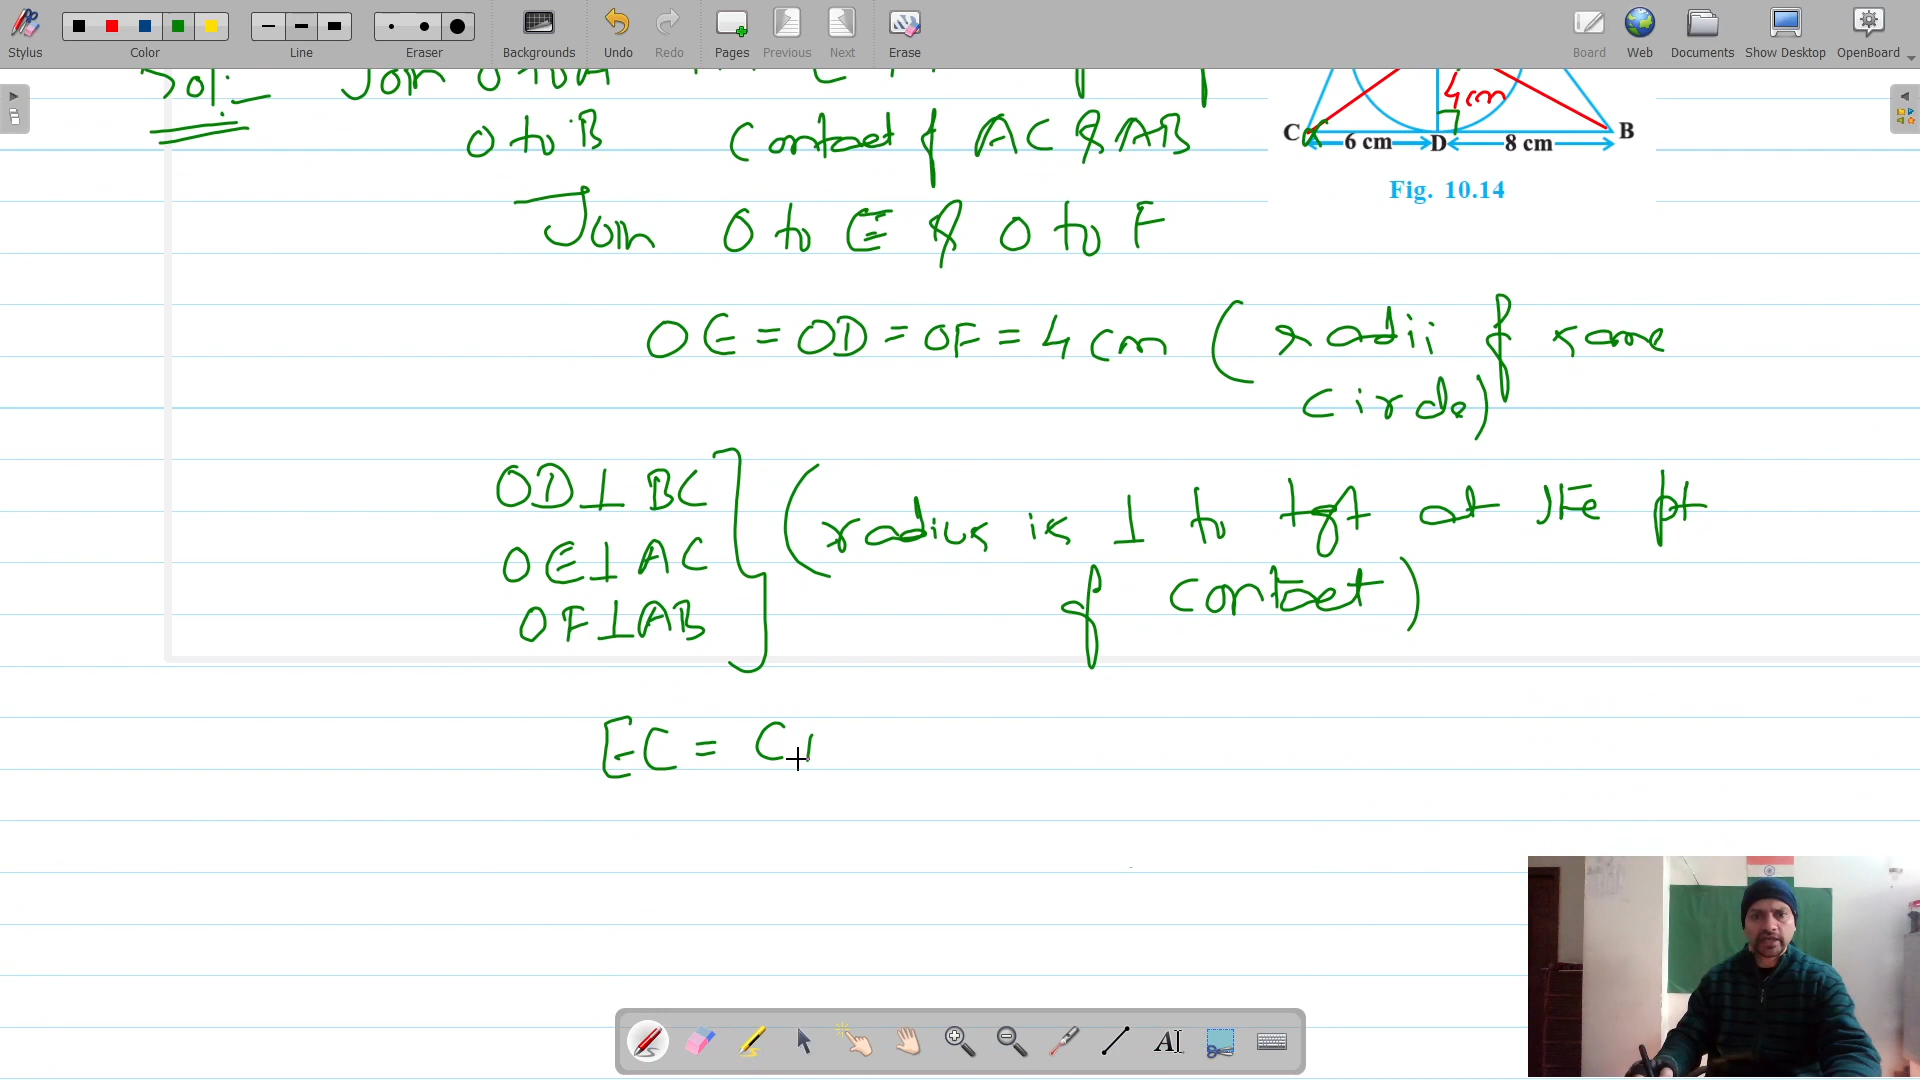 Stylus Color Line Eraser Backgrounds Undo Redo Pages Previous Next Erase Board Web Documents Show Desktop OpenBoard
Sol:- Join O to A
O to B Contact of AC & AB
Join O to E & O to F
4cm
C 6 cm D 8 cm B
Fig. 10.14
OE = OD = OF = 4 cm (radii of same
circle)
OD ⊥ BC
OE ⊥ AC
OF ⊥ AB
(radius is ⊥ to tgt at the pt
of contact)
EC = C